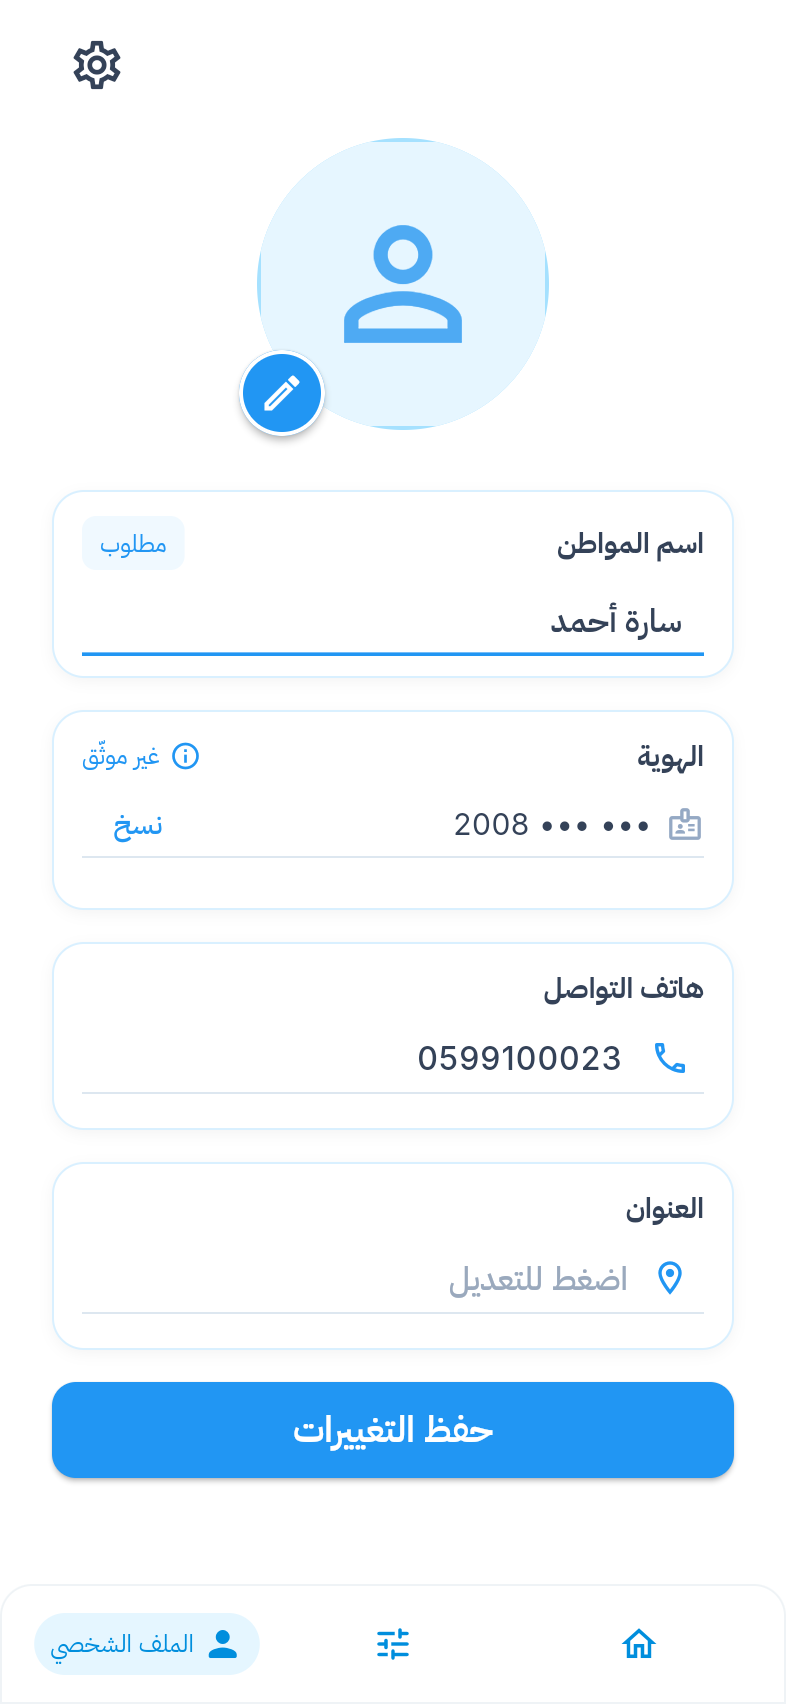 اسم المواطن
مطلوب
سارة أحمد
الهوية
غير موثّق
2008 ••• •••
نسخ
هاتف التواصل
0599100023
العنوان
اضغط للتعديل
حفظ التغييرات
الملف الشخصي